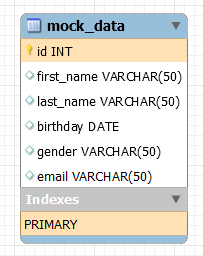 mock_data
id INT
first_name VARCHAR(50)
last_name VARCHAR(50)
birthday DATE
gender VARCHAR(50)
email VARCHAR(50)
Indexes
PRIMARY